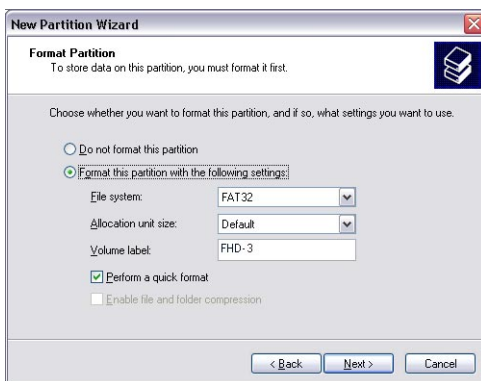 New Partition Wizard
Format Partition
To store data on this partition, you must format it first.
Choose whether you want to format this partition, and if so, what settings you want to use.
Do not format this partition
Format this partition with the following settings:
File system: FAT32
Allocation unit size: Default
Volume label: FHD-3
Perform a quick format
Enable file and folder compression
< Back Next > Cancel